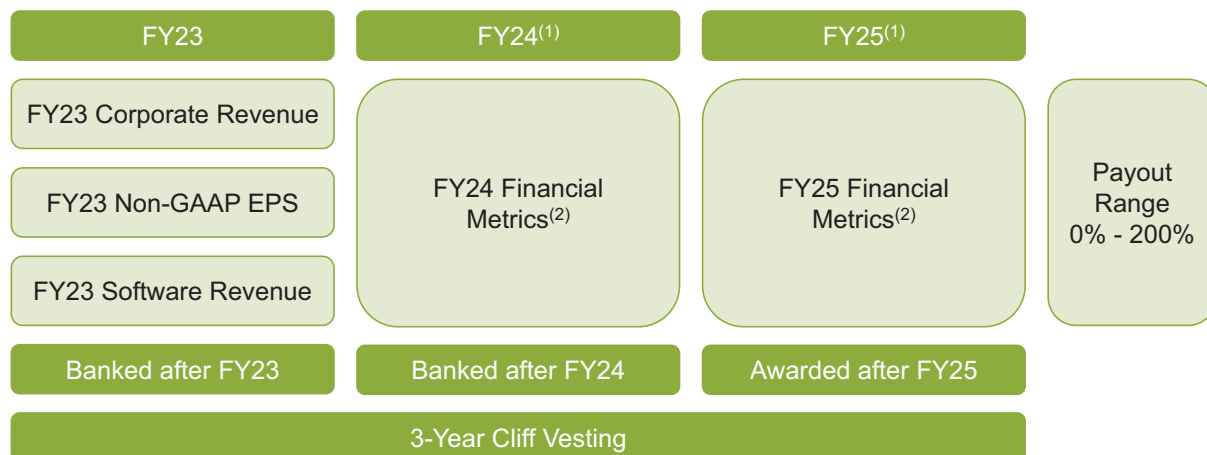 FY23
FY24(1)
FY25(1)
FY23 Corporate Revenue
FY23 Non-GAAP EPS
FY23 Software Revenue
FY24 Financial
Metrics(2)
FY25 Financial
Metrics(2)
Payout
Range
0% - 200%
Banked after FY23
Banked after FY24
Awarded after FY25
3-Year Cliff Vesting